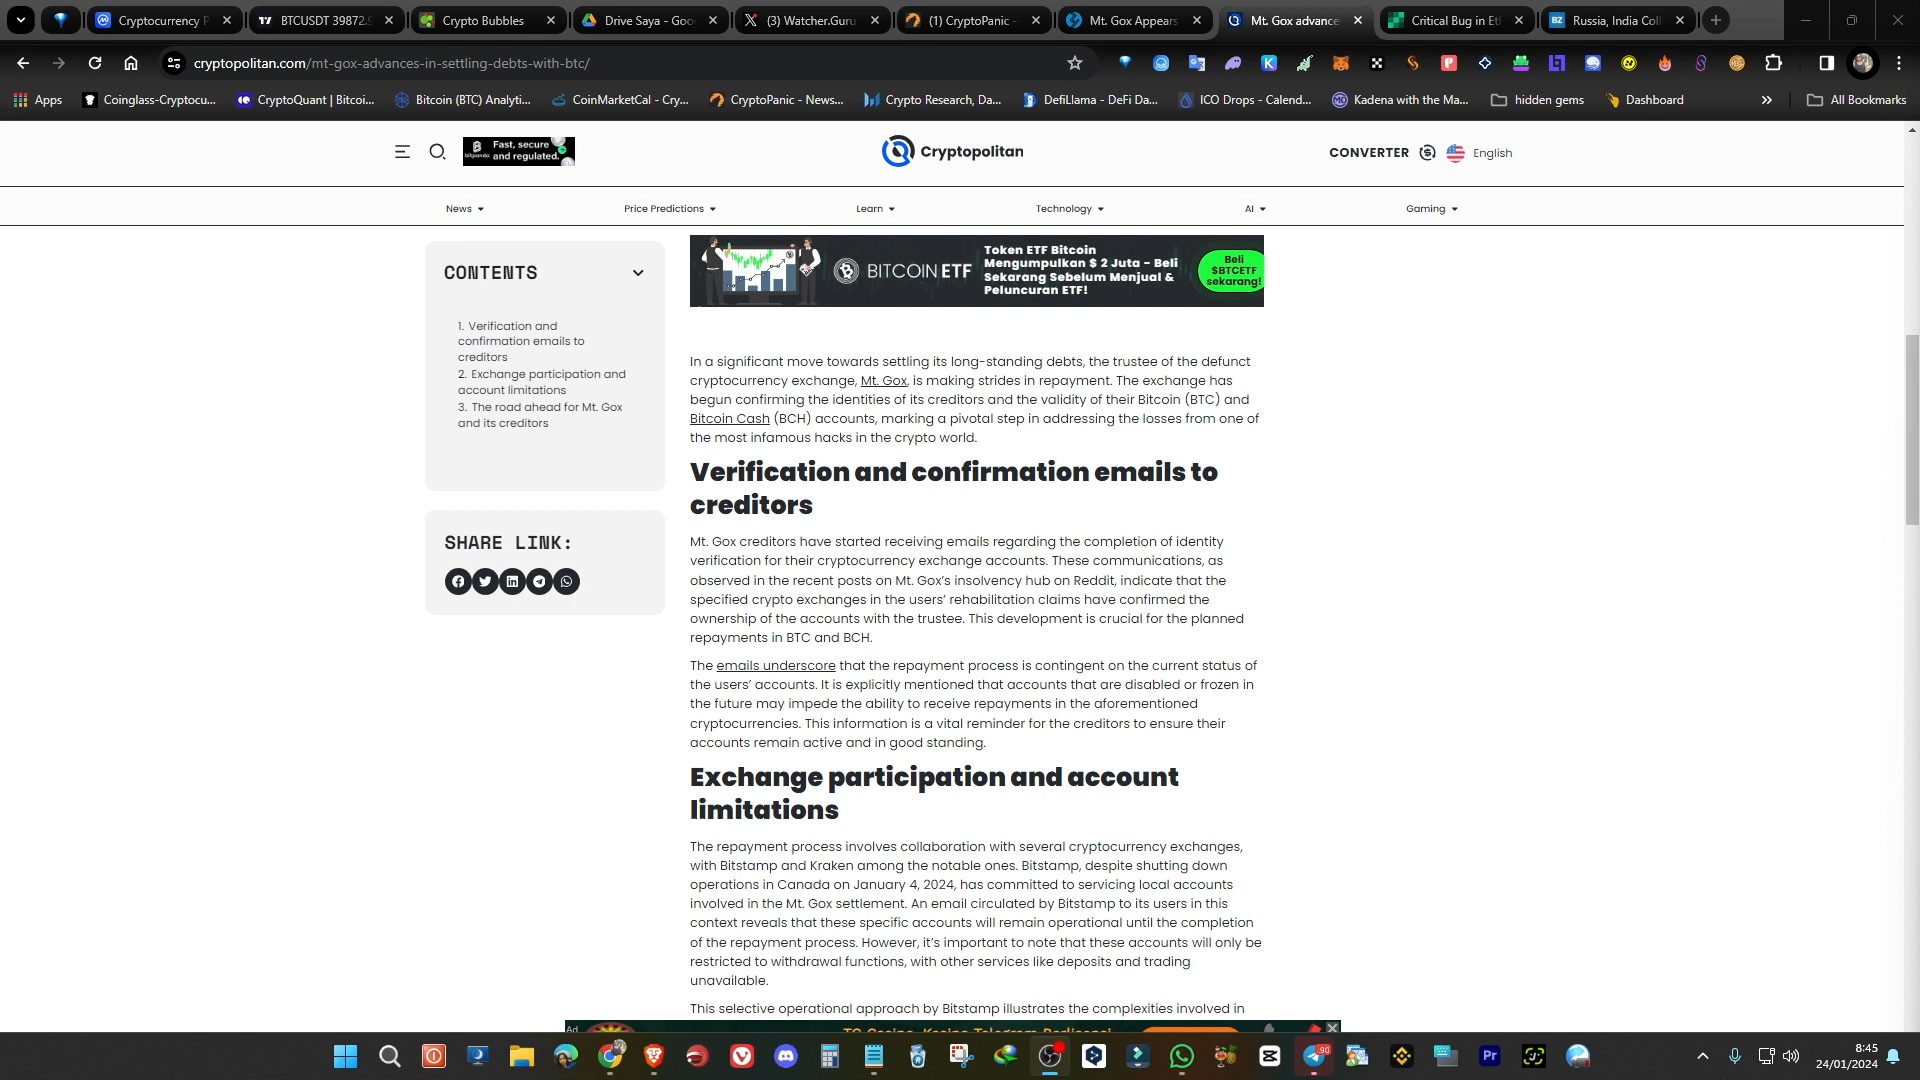 Cryptocurrency P
BTCUSDT 39872.9
Crypto Bubbles
Drive Saya - Goo
(3) Watcher.Guru
(1) CryptoPanic -
Mt. Gox Appears
Mt. Gox advance
Critical Bug in Et
BZ
Russia, India Coll
cryptopolitan.com/mt-gox-advances-in-settling-debts-with-btc/
Apps
Coinglass-Cryptocu...
CryptoQuant | Bitcoi...
Bitcoin (BTC) Analyti...
CoinMarketCal - Cry...
CryptoPanic - News...
Crypto Research, Da...
DefiLlama - DeFi Da...
ICO Drops - Calend...
Kadena with the Ma...
hidden gems
Dashboard
All Bookmarks
bitpanda
Fast, secure
and regulated.
Cryptopolitan
CONVERTER
English
News
Price Predictions
Learn
Technology
AI
Gaming
CONTENTS
1. Verification and
confirmation emails to
creditors
2. Exchange participation and
account limitations
3. The road ahead for Mt. Gox
and its creditors
SHARE LINK:
BITCOIN ETF
Token ETF Bitcoin
Mengumpulkan $ 2 Juta - Beli
Sekarang Sebelum Menjual &
Peluncuran ETF!
Beli
$BTCETF
sekarang!
In a significant move towards settling its long-standing debts, the trustee of the defunct
cryptocurrency exchange, Mt. Gox, is making strides in repayment. The exchange has
begun confirming the identities of its creditors and the validity of their Bitcoin (BTC) and
Bitcoin Cash (BCH) accounts, marking a pivotal step in addressing the losses from one of
the most infamous hacks in the crypto world.
Verification and confirmation emails to
creditors
Mt. Gox creditors have started receiving emails regarding the completion of identity
verification for their cryptocurrency exchange accounts. These communications, as
observed in the recent posts on Mt. Gox’s insolvency hub on Reddit, indicate that the
specified crypto exchanges in the users’ rehabilitation claims have confirmed the
ownership of the accounts with the trustee. This development is crucial for the planned
repayments in BTC and BCH.
The emails underscore that the repayment process is contingent on the current status of
the users’ accounts. It is explicitly mentioned that accounts that are disabled or frozen in
the future may impede the ability to receive repayments in the aforementioned
cryptocurrencies. This information is a vital reminder for the creditors to ensure their
accounts remain active and in good standing.
Exchange participation and account
limitations
The repayment process involves collaboration with several cryptocurrency exchanges,
with Bitstamp and Kraken among the notable ones. Bitstamp, despite shutting down
operations in Canada on January 4, 2024, has committed to servicing local accounts
involved in the Mt. Gox settlement. An email circulated by Bitstamp to its users in this
context reveals that these specific accounts will remain operational until the completion
of the repayment process. However, it’s important to note that these accounts will only be
restricted to withdrawal functions, with other services like deposits and trading
unavailable.
This selective operational approach by Bitstamp illustrates the complexities involved in
Ad
8:45
24/01/2024